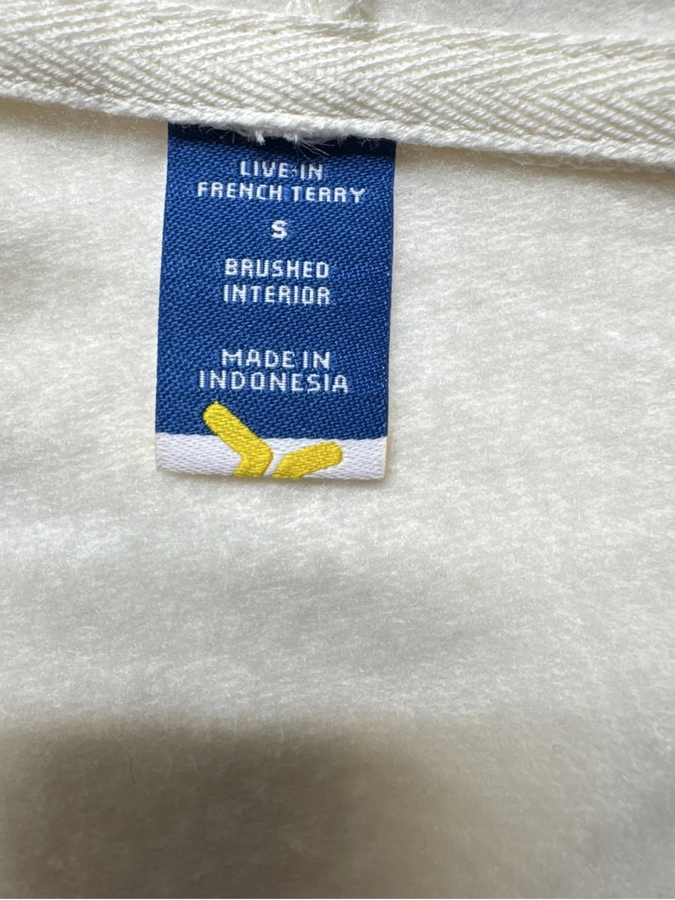 LIVE-IN
FRENCH TERRY
S
BRUSHED
INTERIOR
MADE IN
INDONESIA